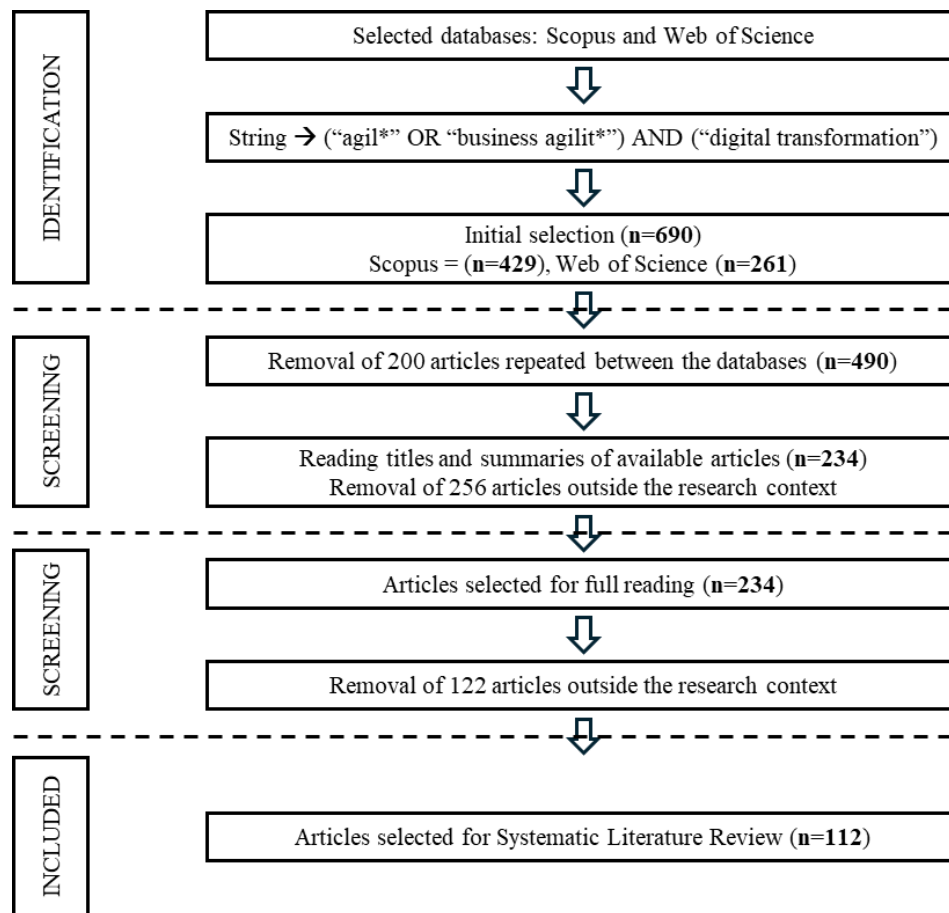 IDENTIFICATION
Selected databases: Scopus and Web of Science
String → (“agil*” OR “business agilit*”) AND (“digital transformation”)
Initial selection (n=690)
Scopus = (n=429), Web of Science (n=261)
SCREENING
Removal of 200 articles repeated between the databases (n=490)
Reading titles and summaries of available articles (n=234)
Removal of 256 articles outside the research context
SCREENING
Articles selected for full reading (n=234)
Removal of 122 articles outside the research context
INCLUDED
Articles selected for Systematic Literature Review (n=112)